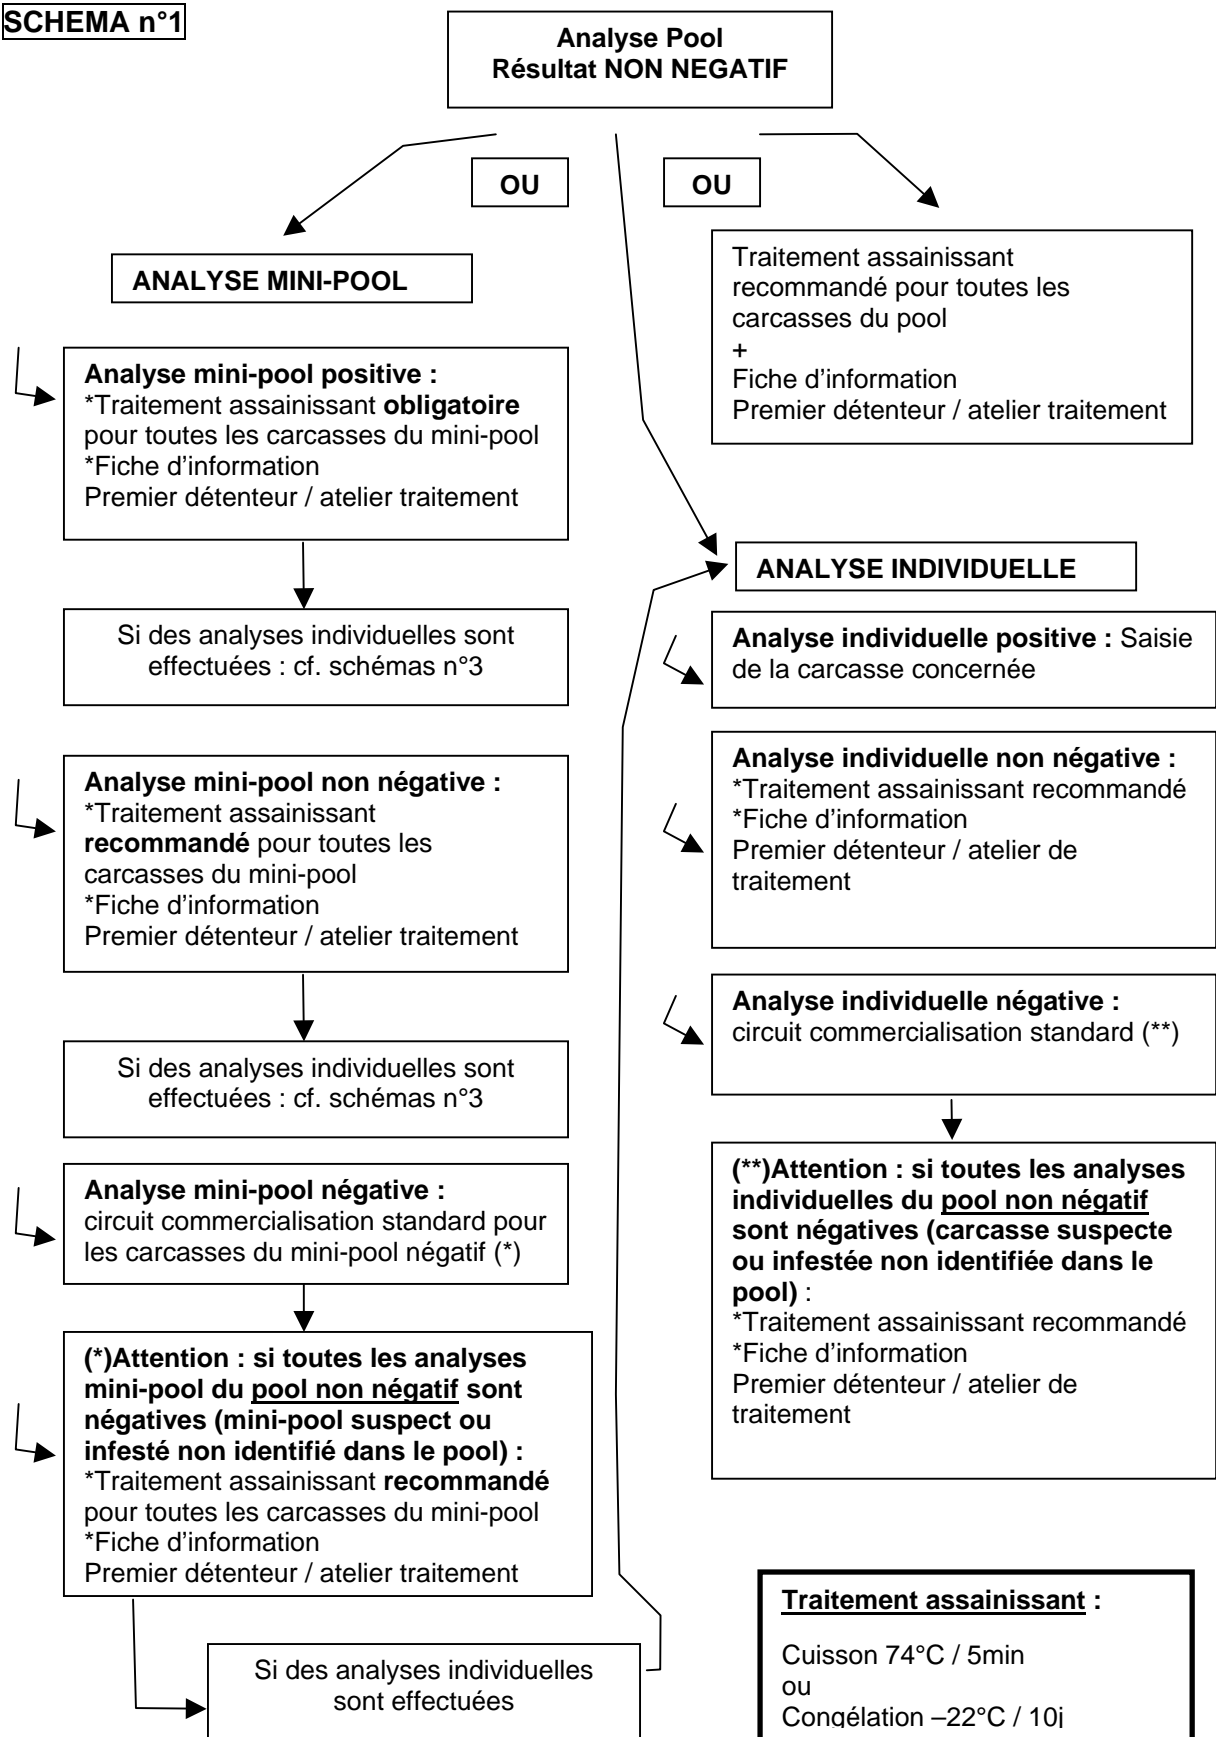 SCHEMA n°1
Analyse Pool
Résultat NON NEGATIF
OU
OU
ANALYSE MINI-POOL
Analyse mini-pool positive :
*Traitement assainissant obligatoire
pour toutes les carcasses du mini-pool
*Fiche d’information
Premier détenteur / atelier traitement
Si des analyses individuelles sont
effectuées : cf. schémas n°3
Analyse mini-pool non négative :
*Traitement assainissant
recommandé pour toutes les
carcasses du mini-pool
*Fiche d’information
Premier détenteur / atelier traitement
Si des analyses individuelles sont
effectuées : cf. schémas n°3
Analyse mini-pool négative :
circuit commercialisation standard pour
les carcasses du mini-pool négatif (*)
(*)Attention : si toutes les analyses
mini-pool du pool non négatif sont
négatives (mini-pool suspect ou
infesté non identifié dans le pool) :
*Traitement assainissant recommandé
pour toutes les carcasses du mini-pool
*Fiche d’information
Premier détenteur / atelier traitement
Si des analyses individuelles
sont effectuées
Traitement assainissant
recommandé pour toutes les
carcasses du pool
+
Fiche d’information
Premier détenteur / atelier traitement
ANALYSE INDIVIDUELLE
Analyse individuelle positive : Saisie
de la carcasse concernée
Analyse individuelle non négative :
*Traitement assainissant recommandé
*Fiche d’information
Premier détenteur / atelier de
traitement
Analyse individuelle négative :
circuit commercialisation standard (**)
(**)Attention : si toutes les analyses
individuelles du pool non négatif
sont négatives (carcasse suspecte
ou infestée non identifiée dans le
pool) :
*Traitement assainissant recommandé
*Fiche d’information
Premier détenteur / atelier de
traitement
Traitement assainissant :
Cuisson 74°C / 5min
ou
Congélation –22°C / 10j